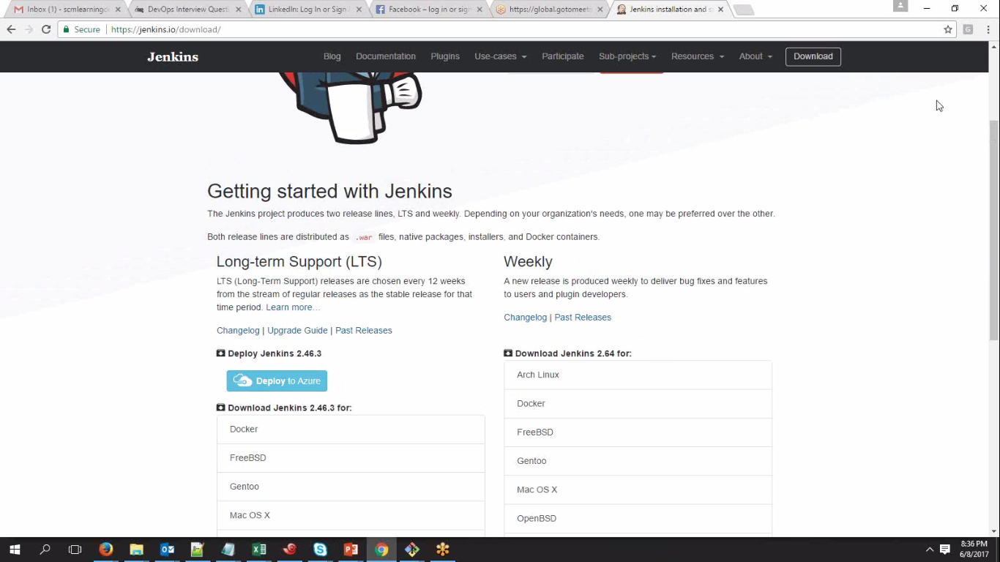 Inbox (1) - scmlearningc
DevOps Interview Questi
LinkedIn: Log In or Sign
Facebook – log in or sign
https://global.gotomeet
Jenkins installation and s
Secure
https://jenkins.io/download/
Jenkins
Blog
Documentation
Plugins
Use-cases
Participate
Sub-projects
Resources
About
Download
Getting started with Jenkins
The Jenkins project produces two release lines, LTS and weekly. Depending on your organization's needs, one may be preferred over the other.
Both release lines are distributed as .war files, native packages, installers, and Docker containers.
Long-term Support (LTS)
LTS (Long-Term Support) releases are chosen every 12 weeks
from the stream of regular releases as the stable release for that
time period. Learn more…
Changelog | Upgrade Guide | Past Releases
Deploy Jenkins 2.46.3
Deploy to Azure
Download Jenkins 2.46.3 for:
Docker
FreeBSD
Gentoo
Mac OS X
Weekly
A new release is produced weekly to deliver bug fixes and features
to users and plugin developers.
Changelog | Past Releases
Download Jenkins 2.64 for:
Arch Linux
Docker
FreeBSD
Gentoo
Mac OS X
OpenBSD
8:36 PM
6/8/2017